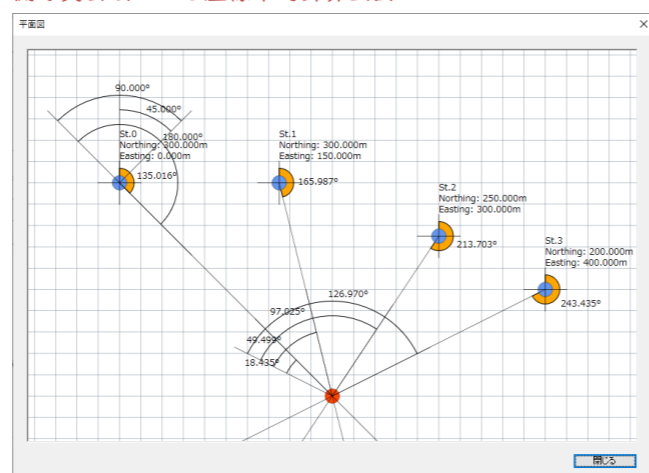 平面図
90.000°
45.000°
180.000°
St.0
Northing: 300.000m
Easting: 0.000m
135.016°
St.1
Northing: 300.000m
Easting: 150.000m
165.987°
St.2
Northing: 250.000m
Easting: 300.000m
213.703°
St.3
Northing: 200.000m
Easting: 400.000m
243.435°
126.970°
97.025°
49.499°
18.435°
閉じる